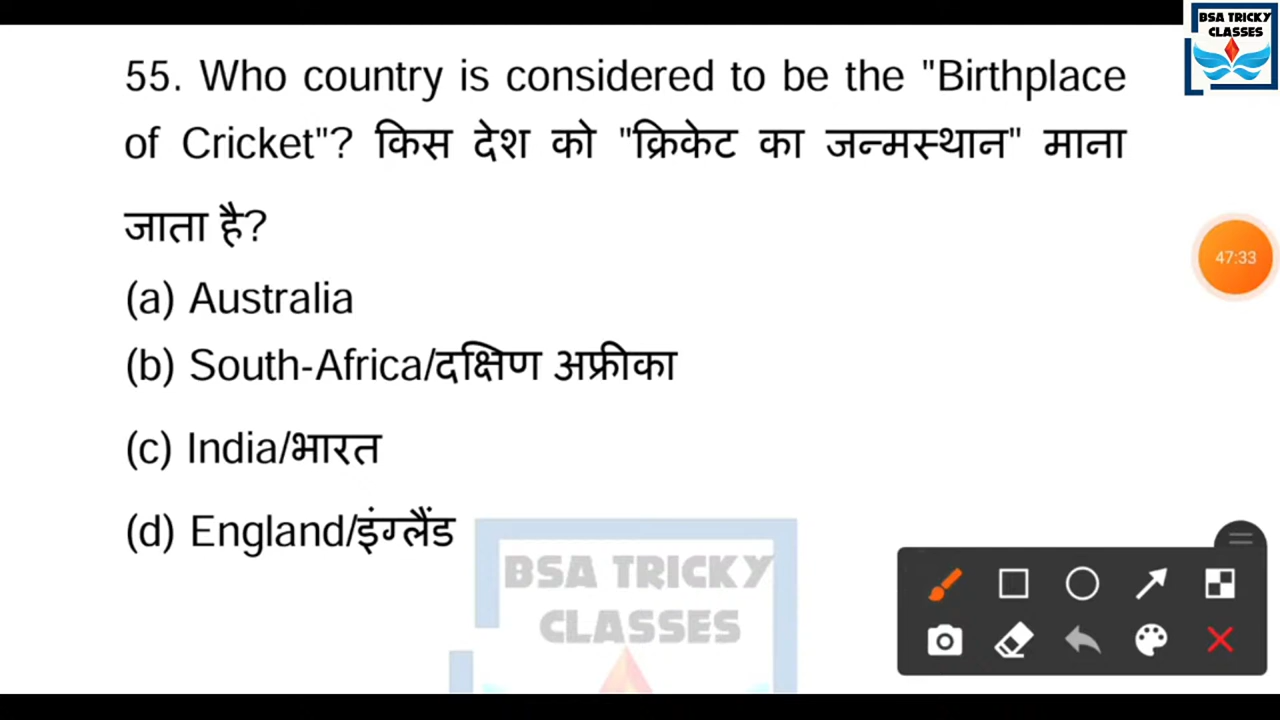 BSA TRICKY
CLASSES
55. Who country is considered to be the "Birthplace
of Cricket"? किस देश को "क्रिकेट का जन्मस्थान" माना
जाता है?
47:33
(a) Australia
(b) South-Africa/दक्षिण अफ्रीका
(c) India/भारत
(d) England/इंग्लैंड
BSA TRICKY
CLASSES